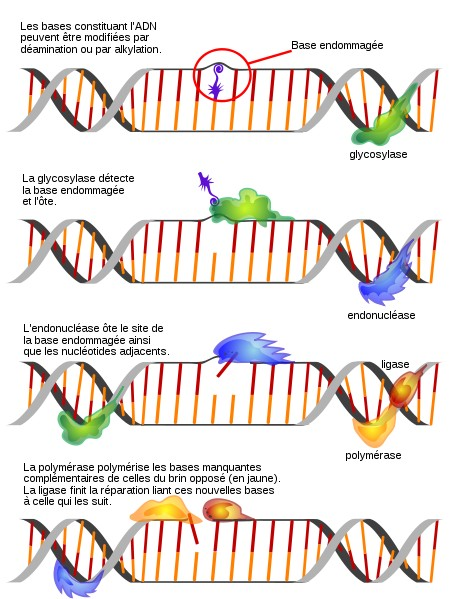 Les bases constituant l'ADN
peuvent être modifiées par
déamination ou par alkylation.
Base endommagée
glycosylase
La glycosylase détecte
la base endommagée
et l'ôte.
endonucléase
L'endonucléase ôte le site de
la base endommagée ainsi
que les nucléotides adjacents.
ligase
polymérase
La polymérase polymérise les bases manquantes
complémentaires de celles du brin opposé (en jaune).
La ligase finit la réparation liant ces nouvelles bases
à celle qui les suit.